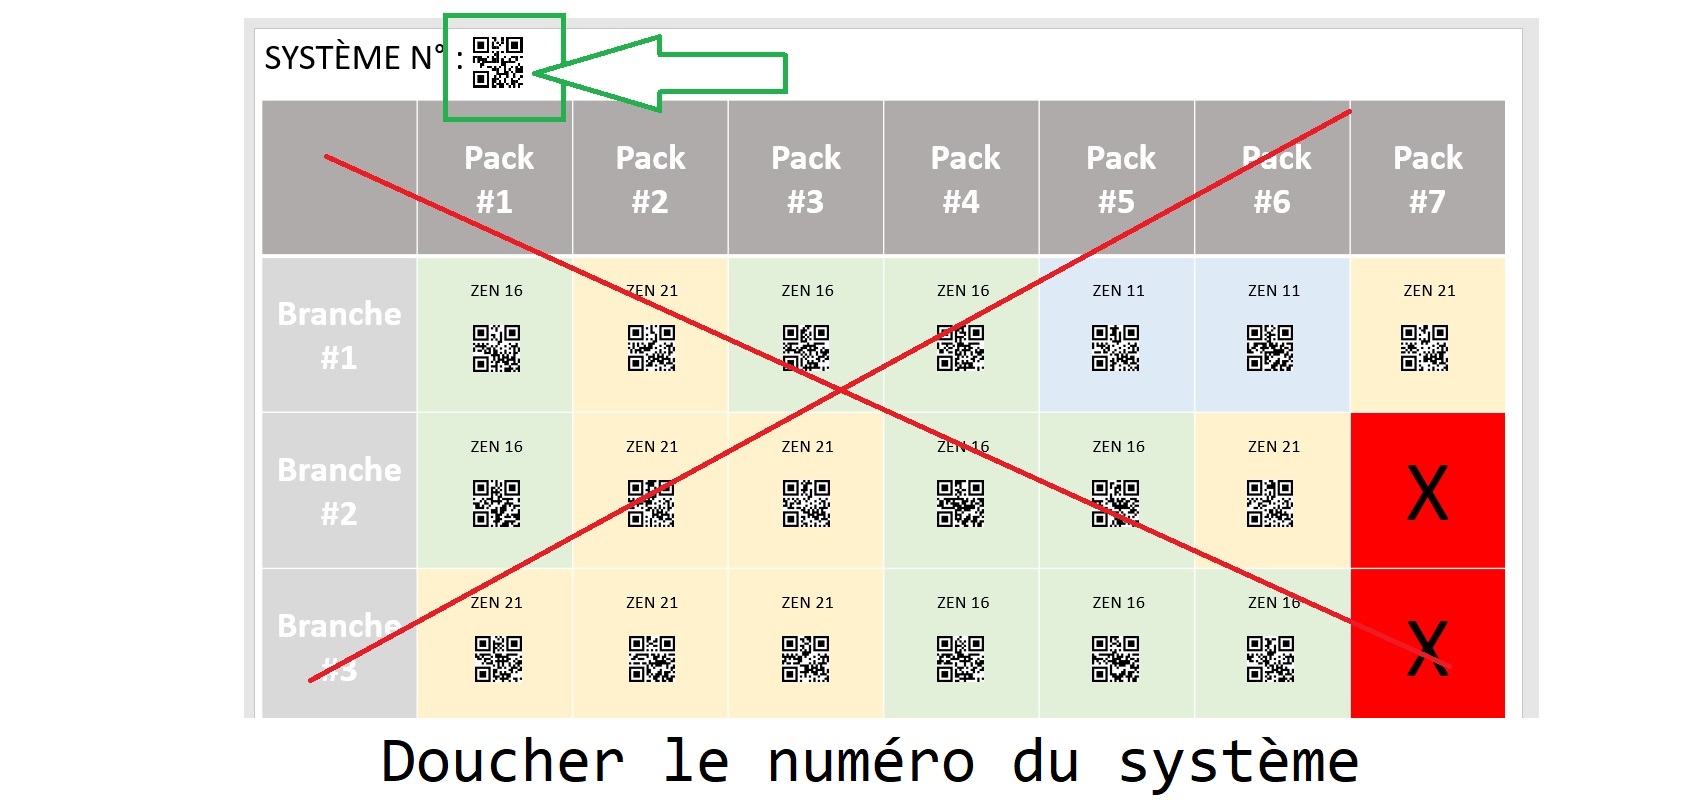 SYSTÈME N° :
Pack #1 Pack #2 Pack #3 Pack #4 Pack #5 Pack #6 Pack #7
Branche #1 ZEN 16 ZEN 21 ZEN 16 ZEN 16 ZEN 11 ZEN 11 ZEN 21
Branche #2 ZEN 16 ZEN 21 ZEN 21 ZEN 16 ZEN 16 ZEN 21 X
Branche #3 ZEN 21 ZEN 21 ZEN 21 ZEN 16 ZEN 16 ZEN 16 X
Doucher le numéro du système